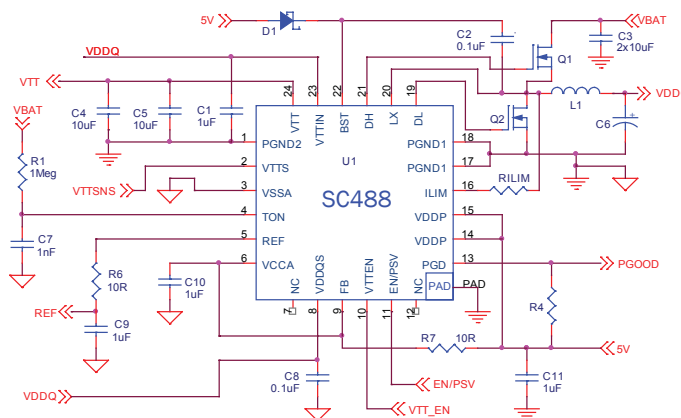 5V
D1
VBAT
C2
0.1uF
C3
2x10uF
Q1
VDDQ
VTT
24
23
22
21
20
19
L1
VDD
VBAT
C4
10uF
C5
10uF
C1
1uF
VTT
VTTIN
BST
DH
LX
DL
Q2
C6
1
PGND2
U1
PGND1
18
R1
1Meg
2
VTTS
PGND1
17
VTTSNS
3
VSSA
SC488
ILIM
16
RILIM
4
TON
VDDP
15
C7
1nF
5
REF
VDDP
14
6
VCCA
PGD
13
PGOOD
R6
10R
C10
1uF
NC
VDDQS
FB
VTTEN
EN/PSV
NC
PAD
PAD
REF
C9
1uF
7
8
9
10
11
12
R4
R7
10R
5V
VDDQ
C8
0.1uF
EN/PSV
C11
1uF
VTT_EN